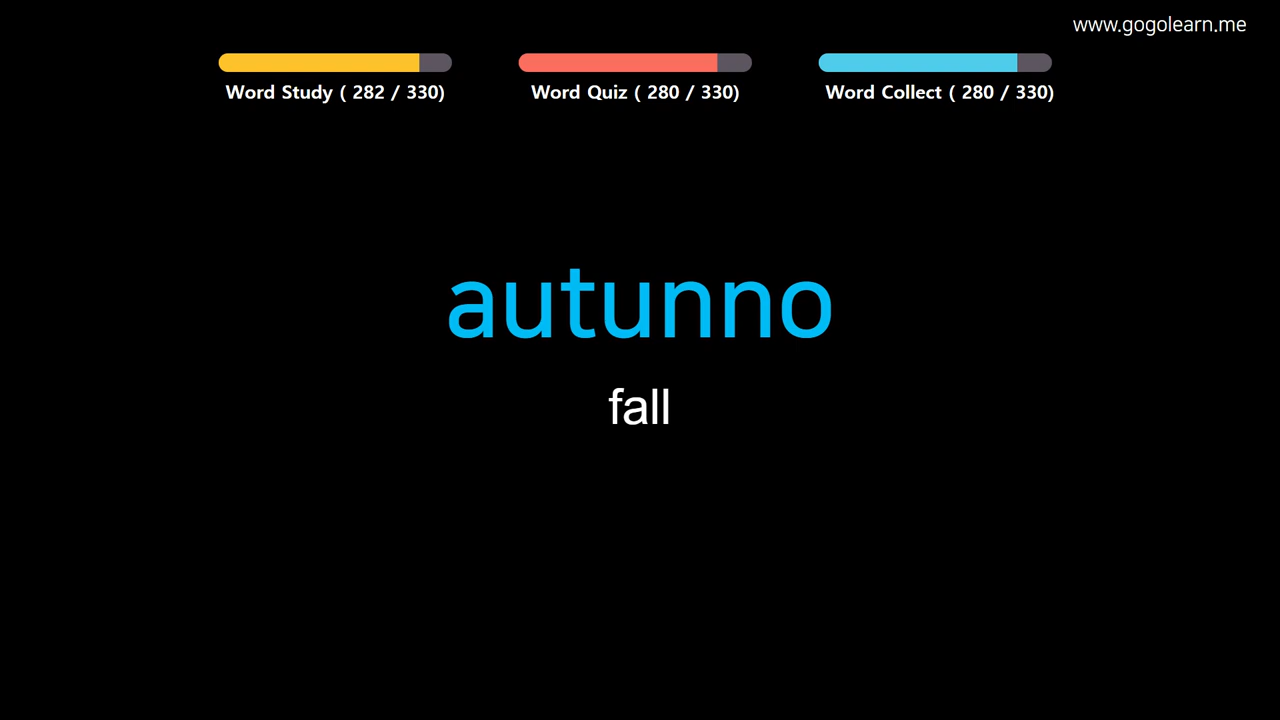 www.gogolearn.me
Word Study ( 282 / 330)
Word Quiz ( 280 / 330)
Word Collect ( 280 / 330)
autunno
fall